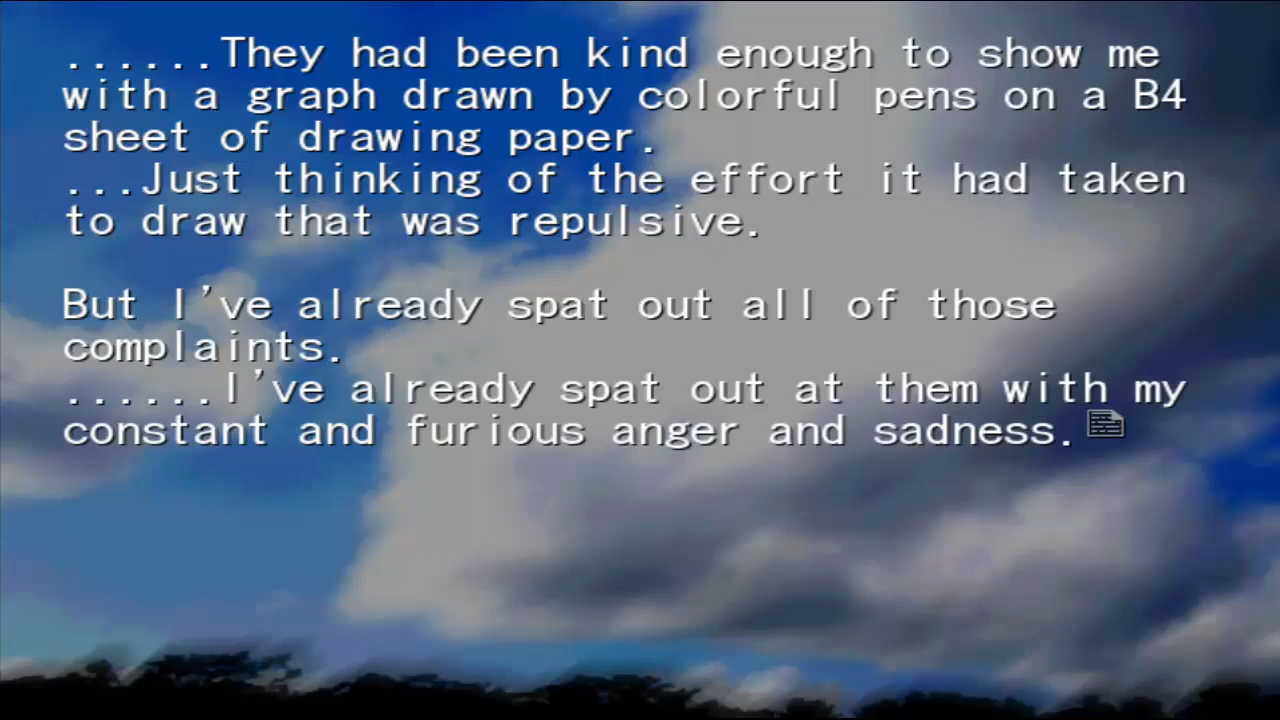 ......They had been kind enough to show me
with a graph drawn by colorful pens on a B4
sheet of drawing paper.
...Just thinking of the effort it had taken
to draw that was repulsive.
But I've already spat out all of those
complaints.
......I've already spat out at them with my
constant and furious anger and sadness.